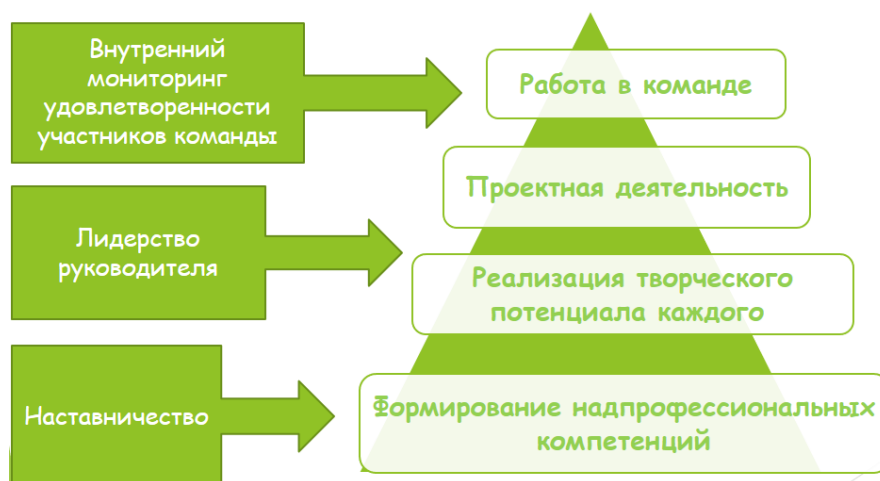 Внутренний
мониторинг
удовлетворенности
участников команды
Работа в команде
Проектная деятельность
Лидерство
руководителя
Реализация творческого
потенциала каждого
Наставничество
Формирование надпрофессиональных
компетенций